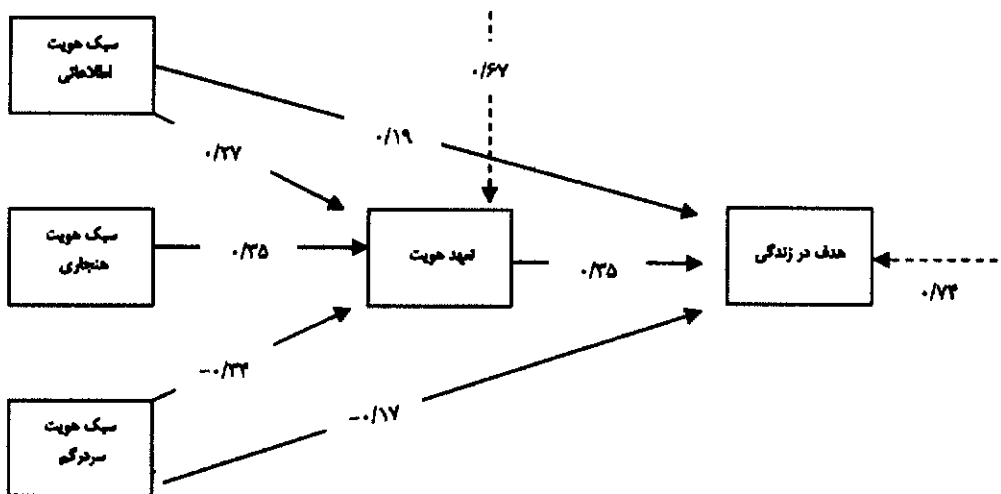 سبک هویت
اطلاعاتی
۰/۶۷
۰/۱۹
۰/۲۷
سبک هویت
هنجاری
۰/۳۵
تعهد هویت
۰/۳۵
هدف در زندگی
۰/۷۴
-۰/۲۴
-۰/۱۷
سبک هویت
سردرگم